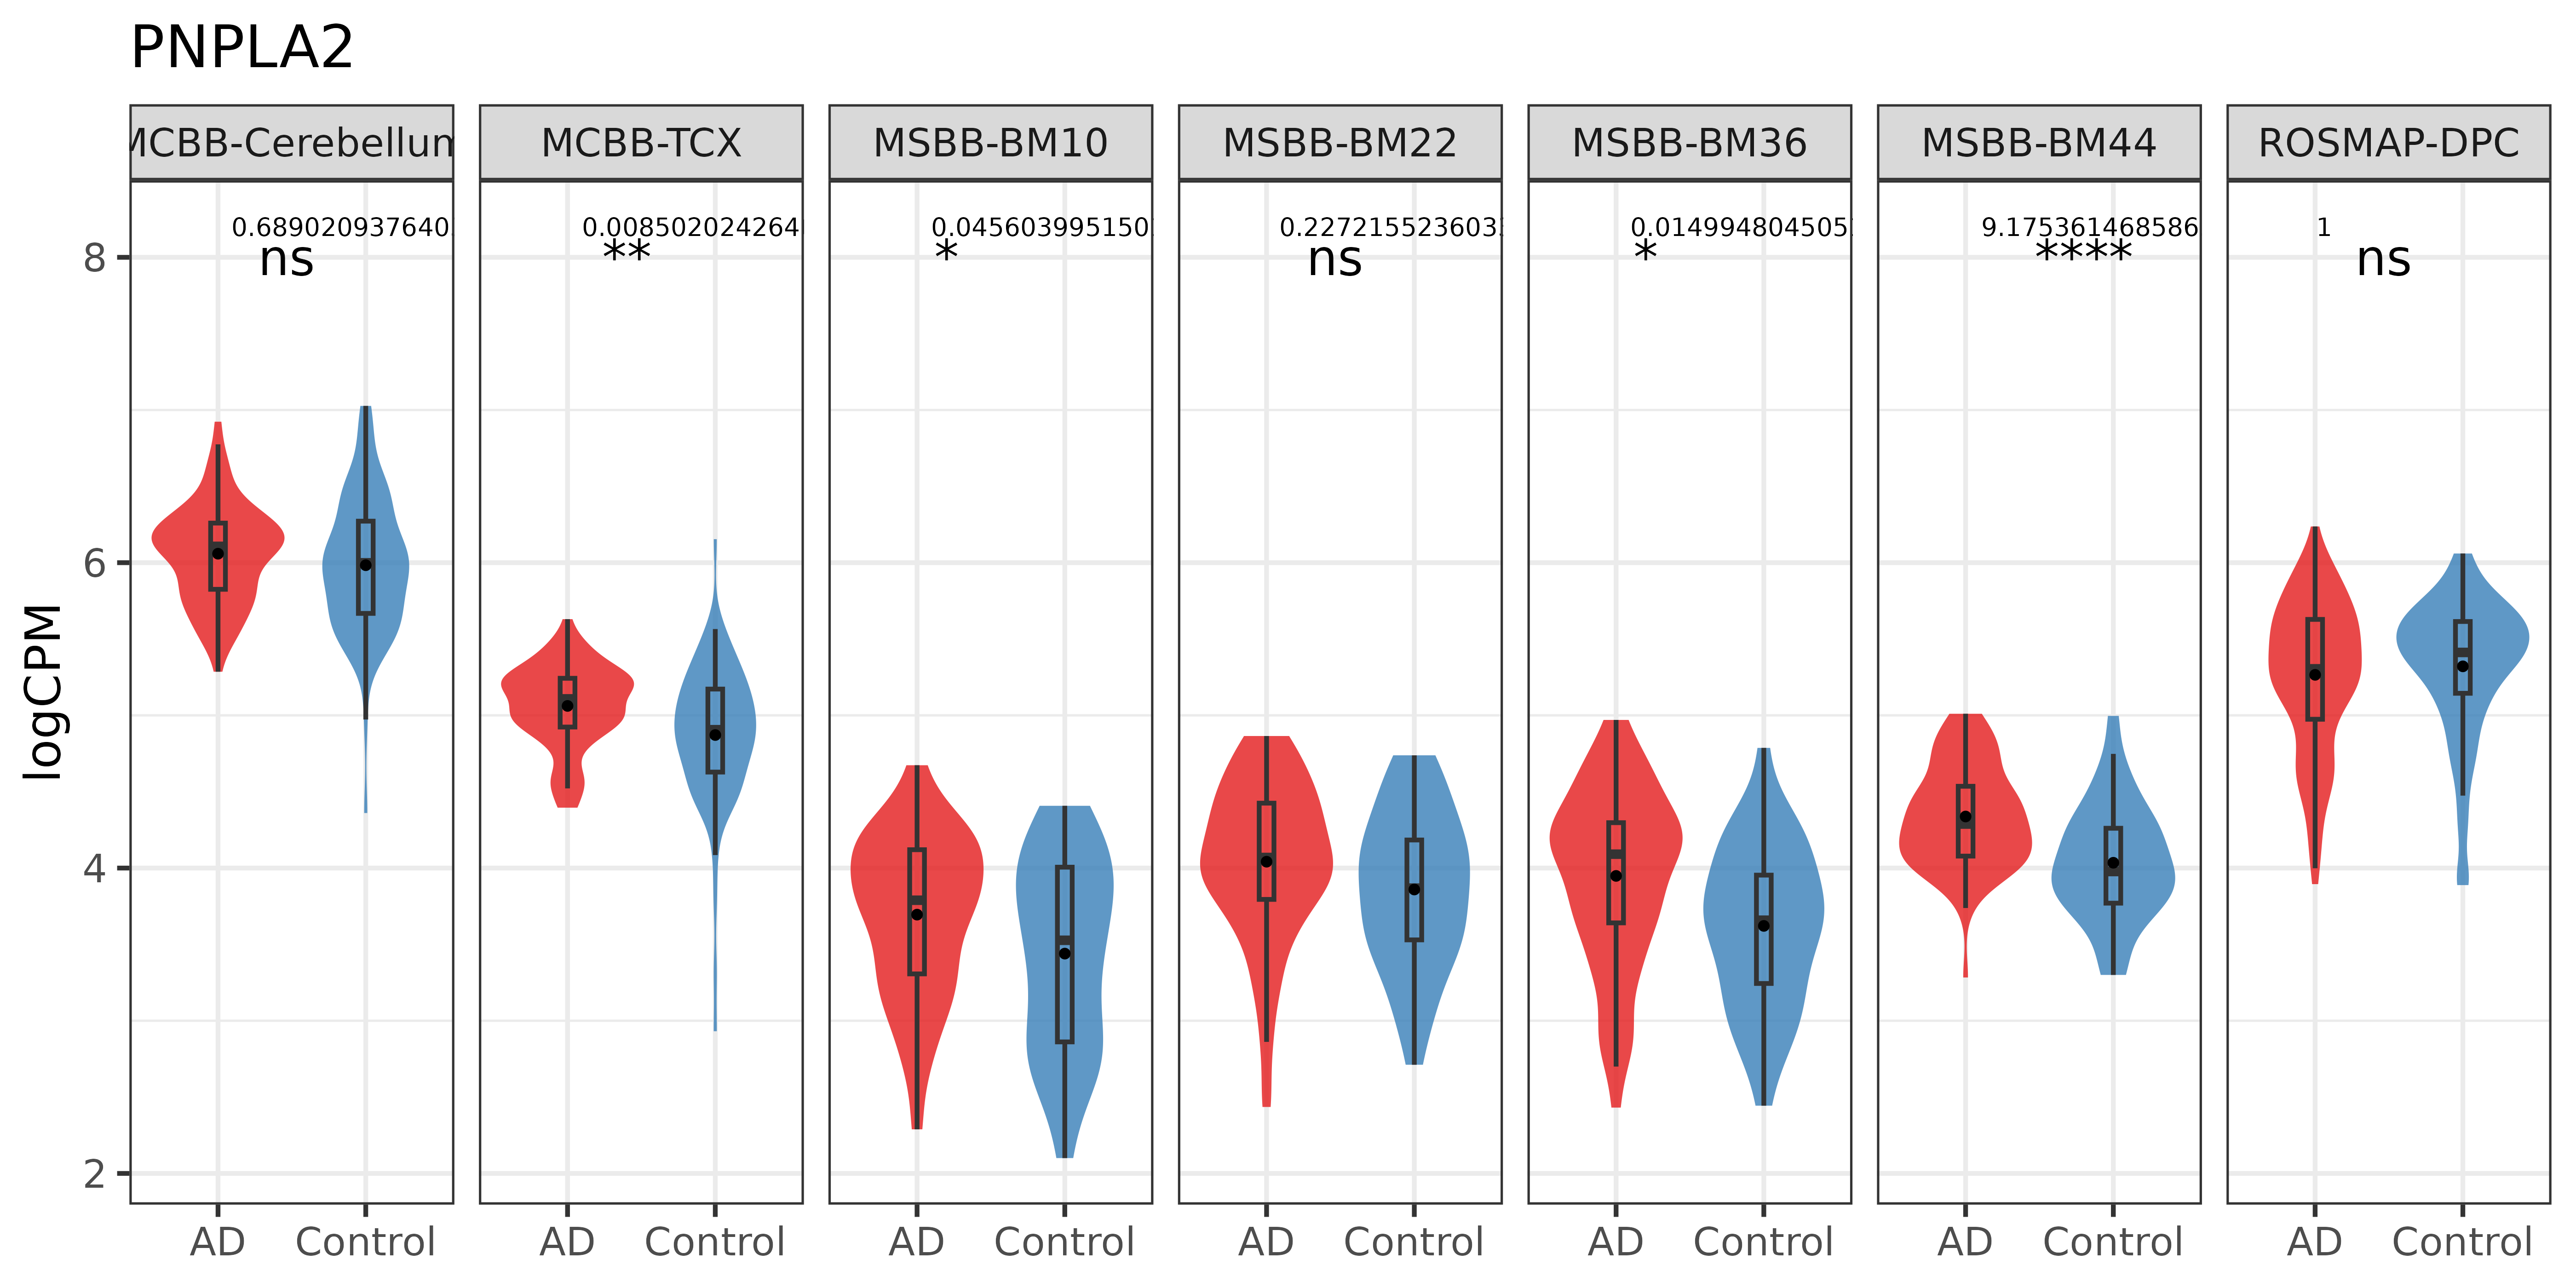 PNPLA2
MCBB-Cerebellum MCBB-TCX MSBB-BM10 MSBB-BM22 MSBB-BM36 MSBB-BM44 ROSMAP-DPC
0.689020937640 0.008502024264 0.045603995150 0.227215523603 0.014994804505 9.175361468586 1
ns ** * ns * **** ns
8
6
4
2
logCPM
AD Control AD Control AD Control AD Control AD Control AD Control AD Control